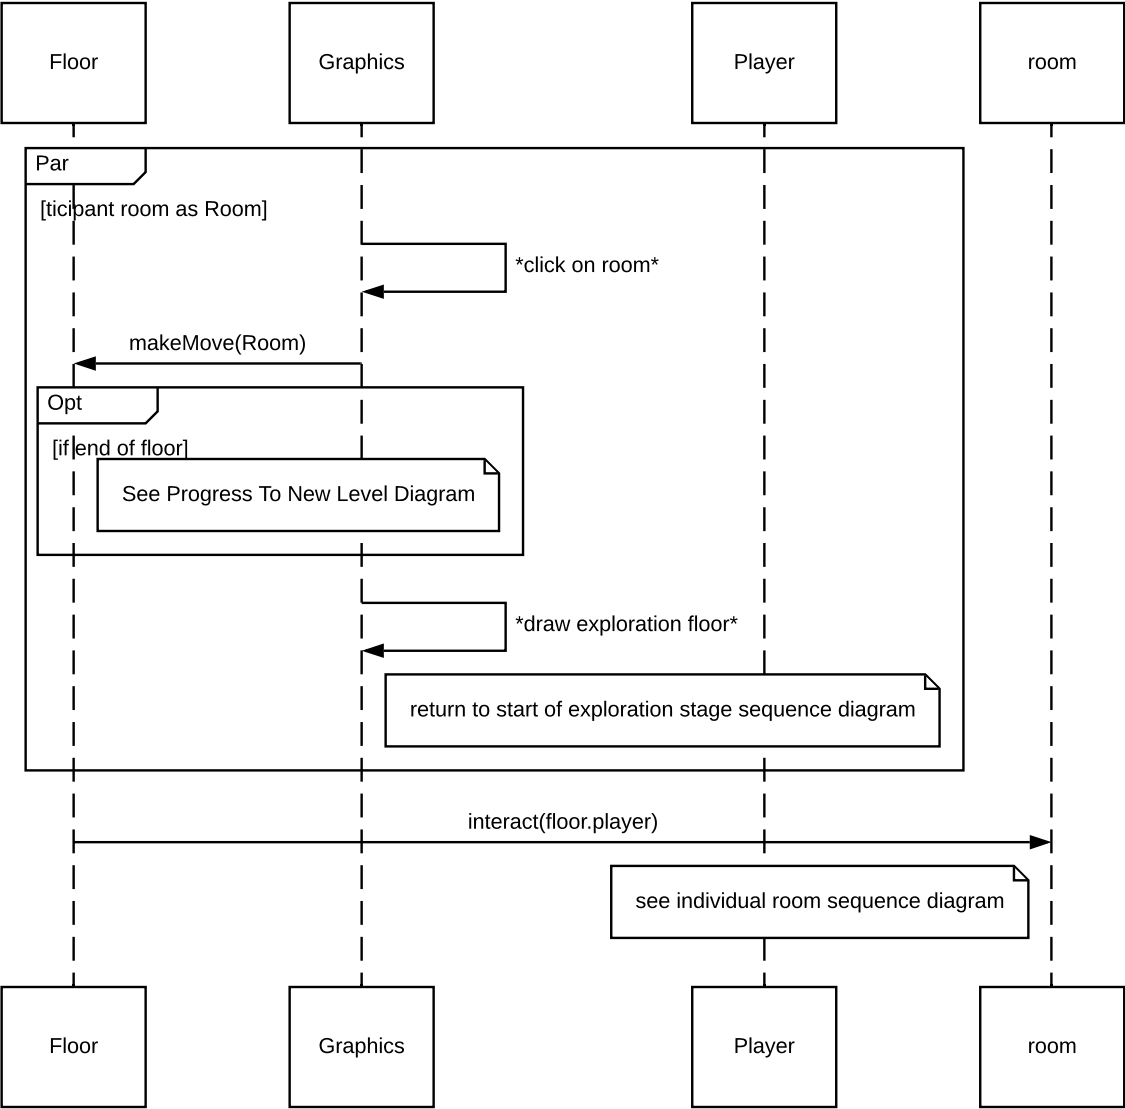 Floor
Graphics
Player
room
Par
[ticipant room as Room]
*click on room*
makeMove(Room)
Opt
[if end of floor]
See Progress To New Level Diagram
*draw exploration floor*
return to start of exploration stage sequence diagram
interact(floor.player)
see individual room sequence diagram
Floor
Graphics
Player
room